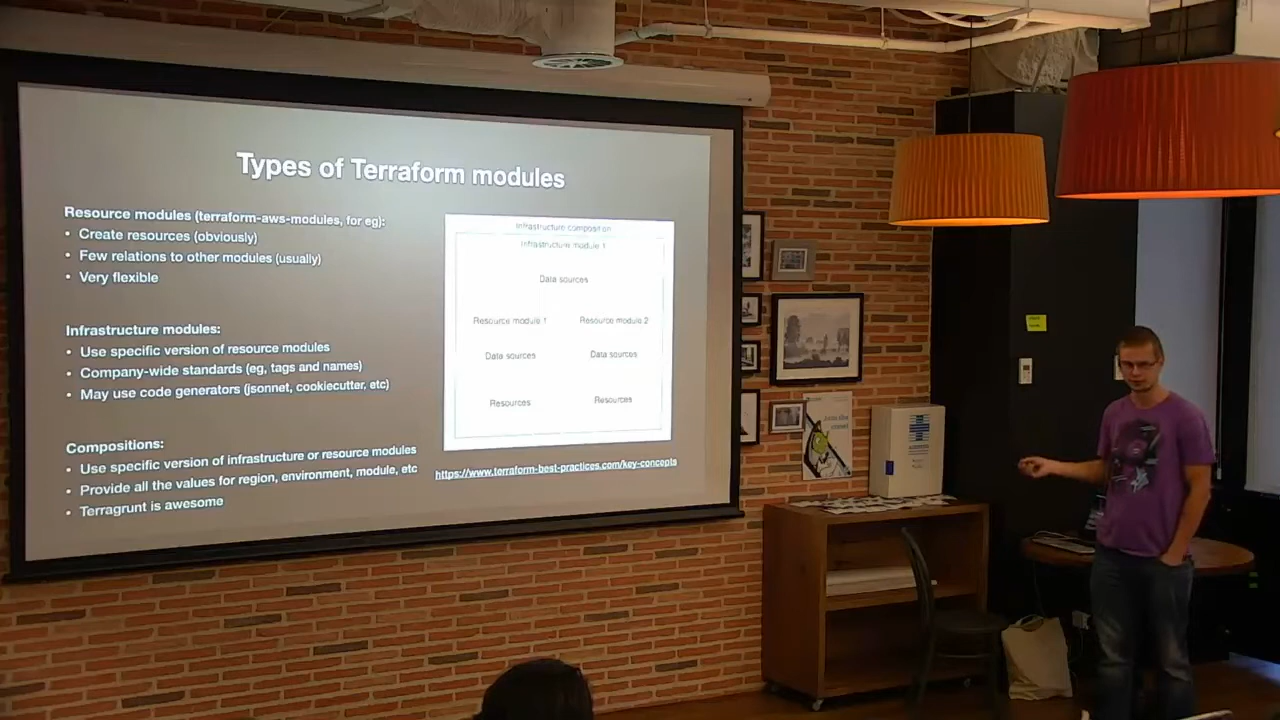 Types of Terraform modules
Resource modules (terraform-aws-modules, for eg):
• Create resources (obviously)
• Few relations to other modules (usually)
• Very flexible
Infrastructure modules:
• Use specific version of resource modules
• Company-wide standards (eg, tags and names)
• May use code generators (jsonnet, cookiecutter, etc)
Compositions:
• Use specific version of infrastructure or resource modules
• Provide all the values for region, environment, module, etc
• Terragrunt is awesome
Infrastructure composition
Infrastructure module 1
Data sources
Resource module 1
Resource module 2
Data sources
Data sources
Resources
Resources
https://www.terraform-best-practices.com/key-concepts
Join the